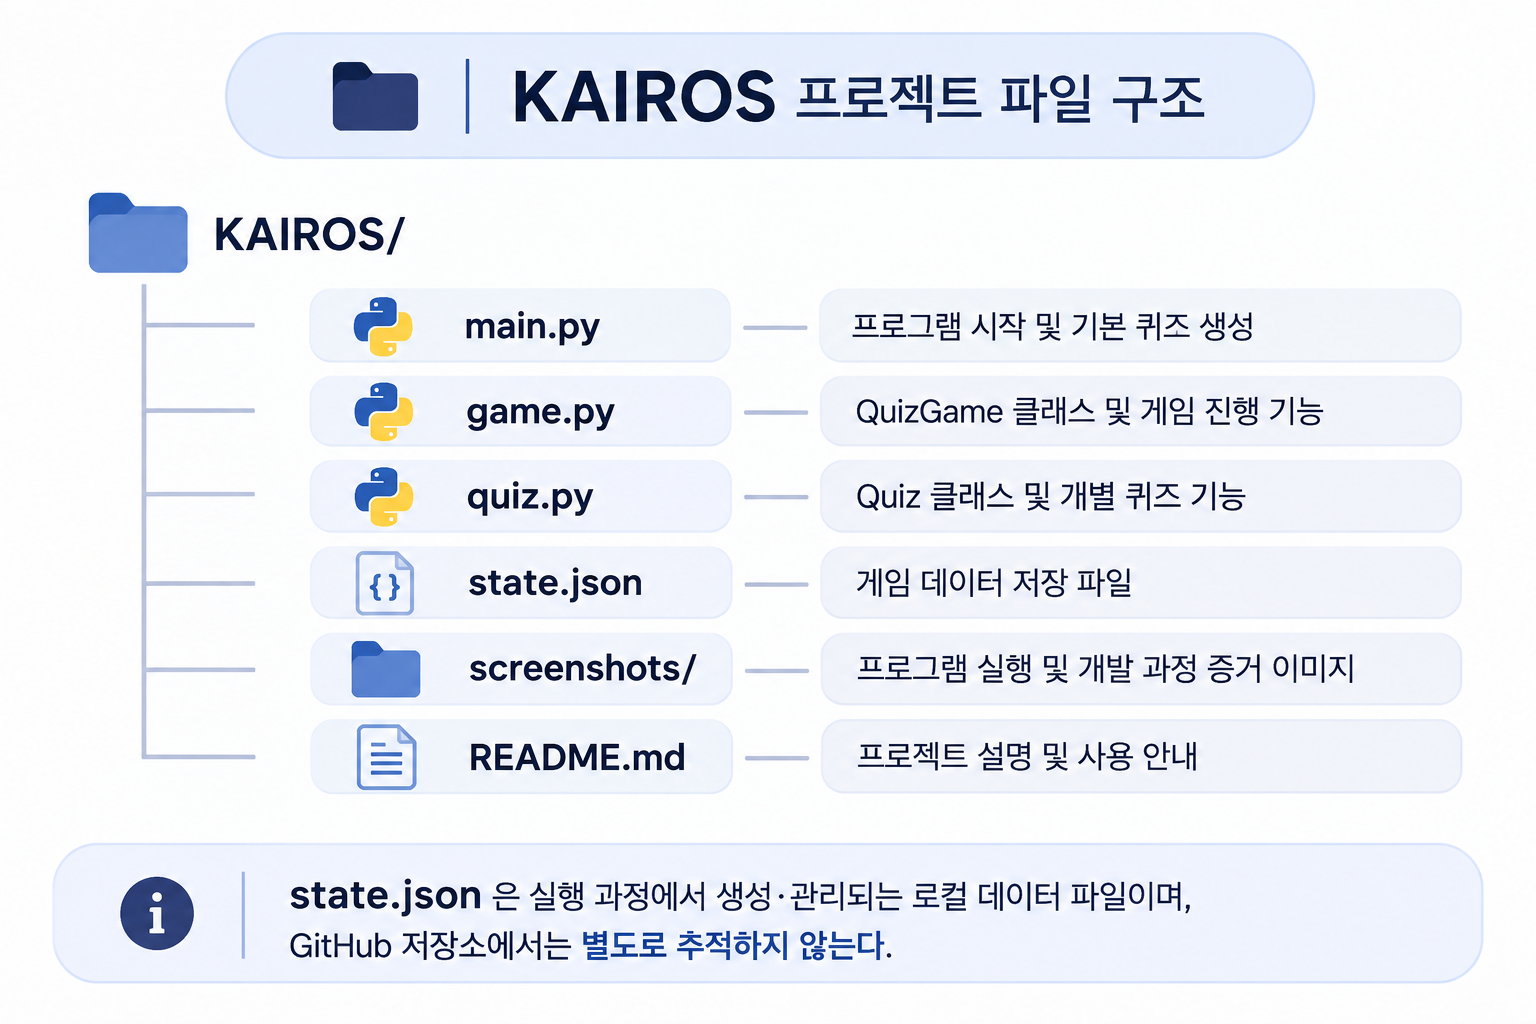 KAIROS 프로젝트 파일 구조
KAIROS/
main.py 프로그램 시작 및 기본 퀴즈 생성
game.py QuizGame 클래스 및 게임 진행 기능
quiz.py Quiz 클래스 및 개별 퀴즈 기능
{} state.json 게임 데이터 저장 파일
screenshots/ 프로그램 실행 및 개발 과정 증거 이미지
README.md 프로젝트 설명 및 사용 안내
i state.json 은 실행 과정에서 생성·관리되는 로컬 데이터 파일이며,
GitHub 저장소에서는 별도로 추적하지 않는다.